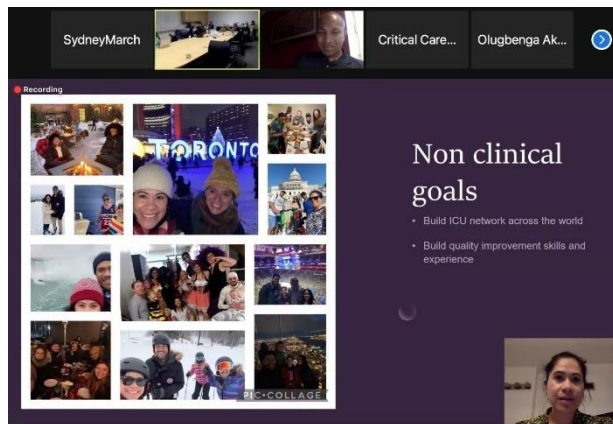 SydneyMarch
Critical Care...
Olugbenga Ak...
Recording
TORONTO
Non clinical
goals
• Build ICU network across the world
• Build quality improvement skills and
experience
PIC•COLLAGE